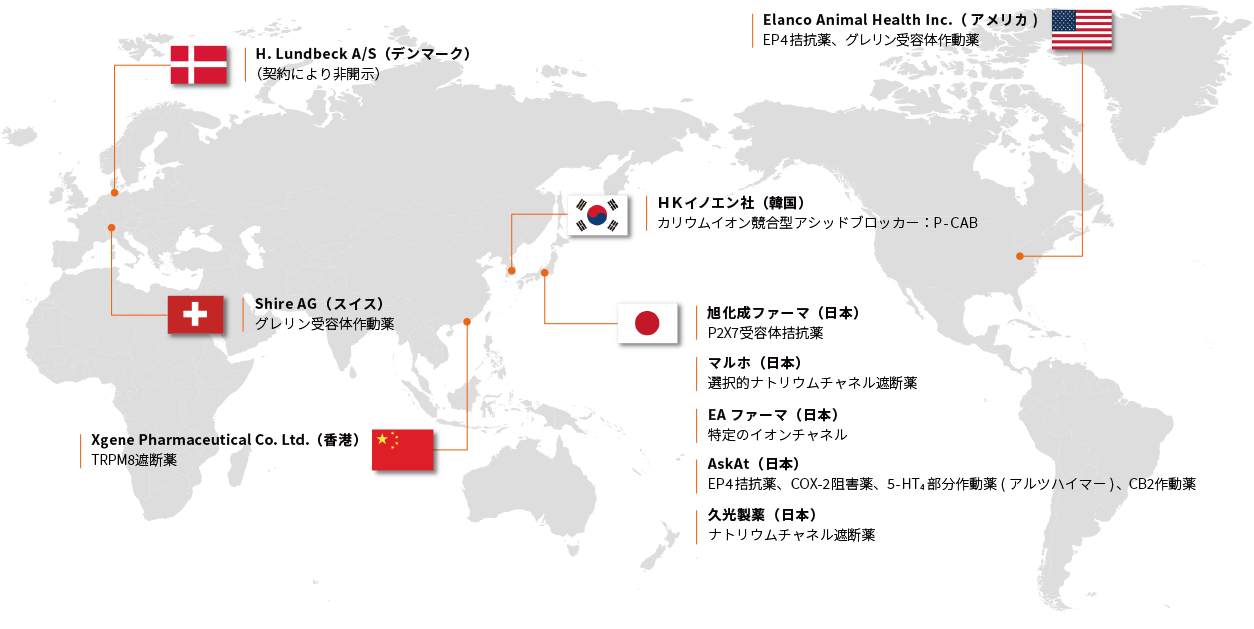 Elanco Animal Health Inc.（アメリカ）
EP4拮抗薬、グレリン受容体作動薬
H. Lundbeck A/S（デンマーク）
（契約により非開示）
HKイノエン社（韓国）
カリウムイオン競合型アシッドブロッカー：P-CAB
Shire AG（スイス）
グレリン受容体作動薬
旭化成ファーマ（日本）
P2X7受容体拮抗薬
マルホ（日本）
選択的ナトリウムチャネル遮断薬
EA ファーマ（日本）
特定のイオンチャネル
Xgene Pharmaceutical Co. Ltd.（香港）
TRPM8遮断薬
AskAt（日本）
EP4拮抗薬、COX-2阻害薬、5-HT₄部分作動薬 ( アルツハイマー )、CB2作動薬
久光製薬（日本）
ナトリウムチャネル遮断薬